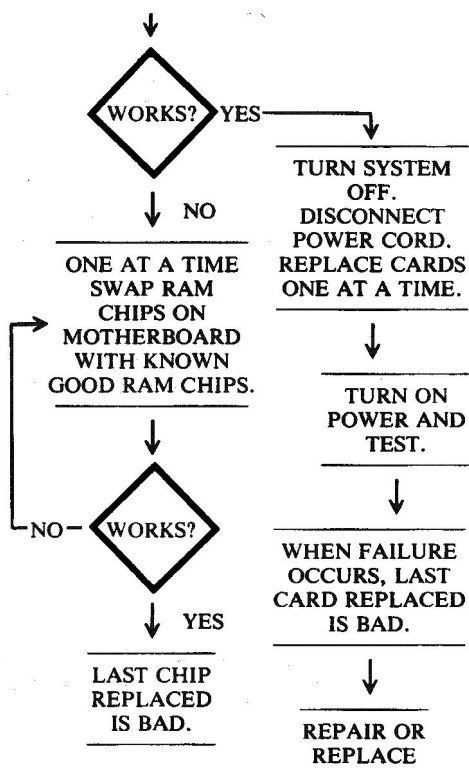 WORKS?
YES
TURN SYSTEM
OFF.
DISCONNECT
POWER CORD.
REPLACE CARDS
ONE AT A TIME.
NO
ONE AT A TIME
SWAP RAM
CHIPS ON
MOTHERBOARD
WITH KNOWN
GOOD RAM CHIPS.
TURN ON
POWER AND
TEST.
NO
WORKS?
WHEN FAILURE
OCCURS, LAST
CARD REPLACED
IS BAD.
YES
LAST CHIP
REPLACED
IS BAD.
REPAIR OR
REPLACE